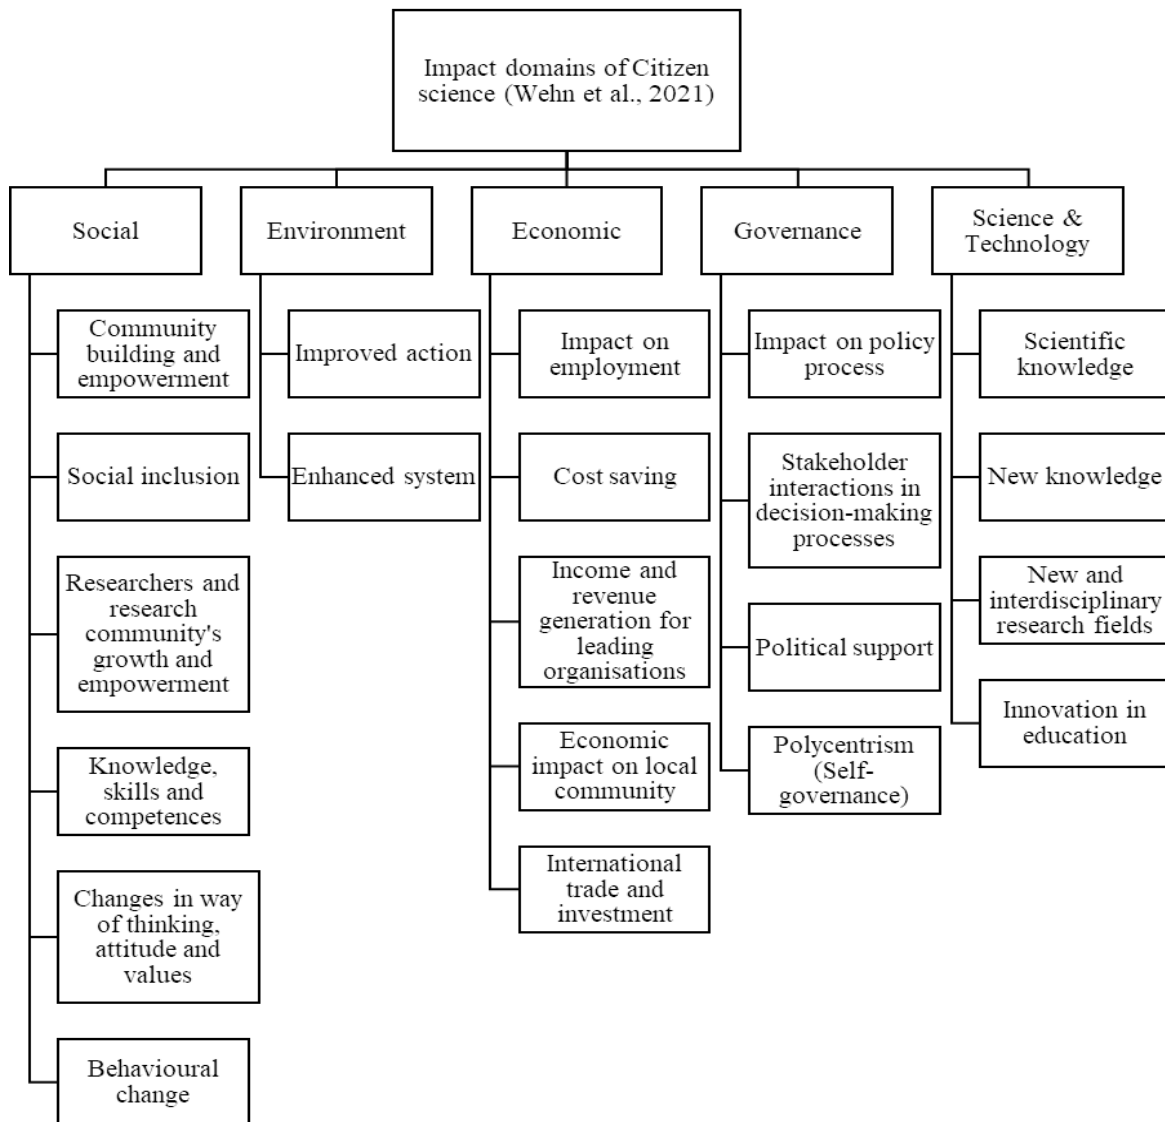 Impact domains of Citizen
science (Wehn et al., 2021)
Social
Environment
Economic
Governance
Science &
Technology
Community
building and
empowerment
Social inclusion
Researchers and
research
community's
growth and
empowerment
Knowledge,
skills and
competences
Changes in way
of thinking,
attitude and
values
Behavioural
change
Improved action
Enhanced system
Impact on
employment
Cost saving
Income and
revenue
generation for
leading
organisations
Economic
impact on local
community
International
trade and
investment
Impact on policy
process
Stakeholder
interactions in
decision-making
processes
Political support
Polycentrism
(Self-
governance)
Scientific
knowledge
New knowledge
New and
interdisciplinary
research fields
Innovation in
education